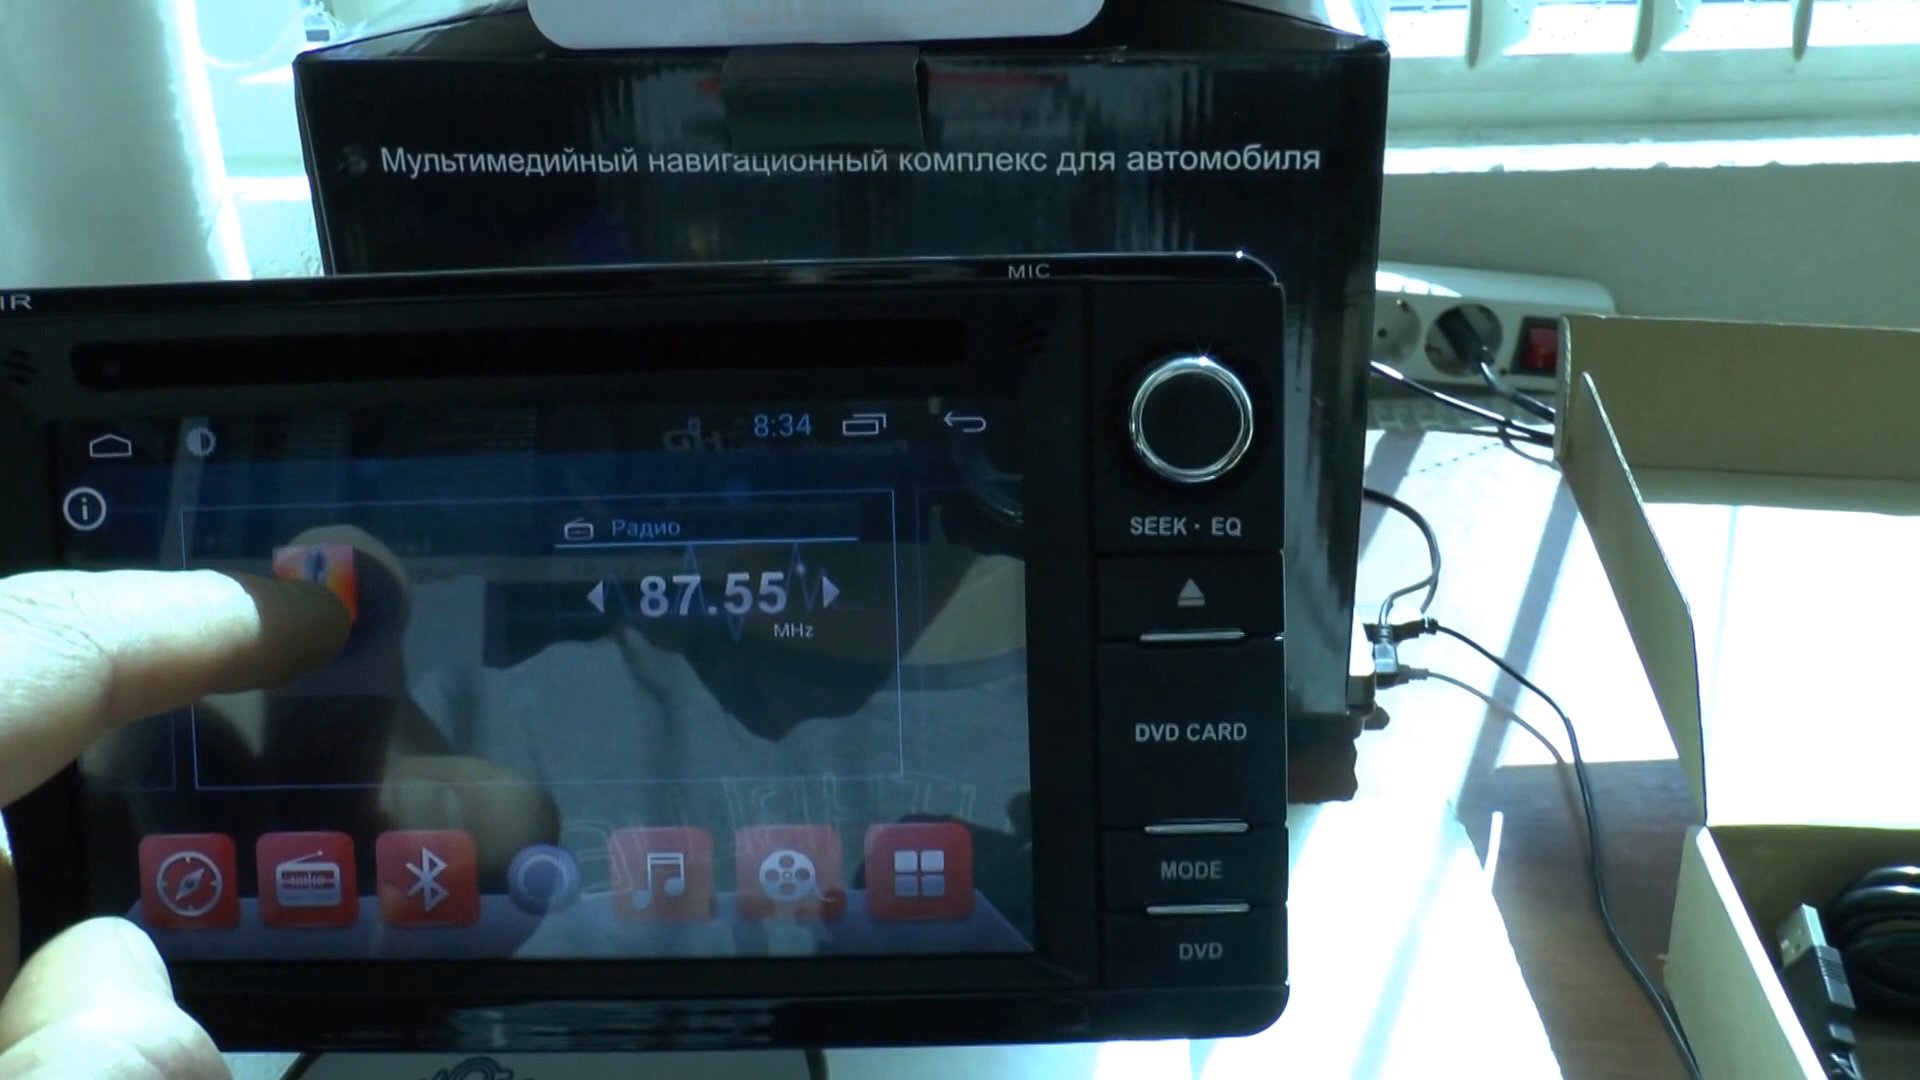 Мультимедийный навигационный комплекс для автомобиля
MIC
IR
8:34
Радио
87.55
MHz
SEEK · EQ
DVD CARD
MODE
DVD